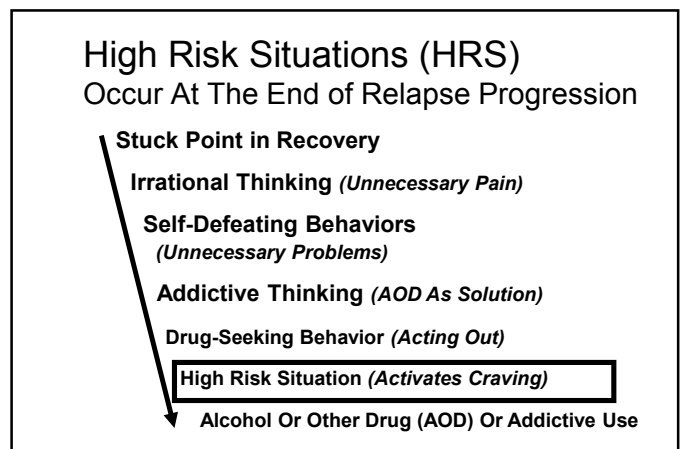 High Risk Situations (HRS)
Occur At The End of Relapse Progression
Stuck Point in Recovery
Irrational Thinking (Unnecessary Pain)
Self-Defeating Behaviors
(Unnecessary Problems)
Addictive Thinking (AOD As Solution)
Drug-Seeking Behavior (Acting Out)
High Risk Situation (Activates Craving)
Alcohol Or Other Drug (AOD) Or Addictive Use